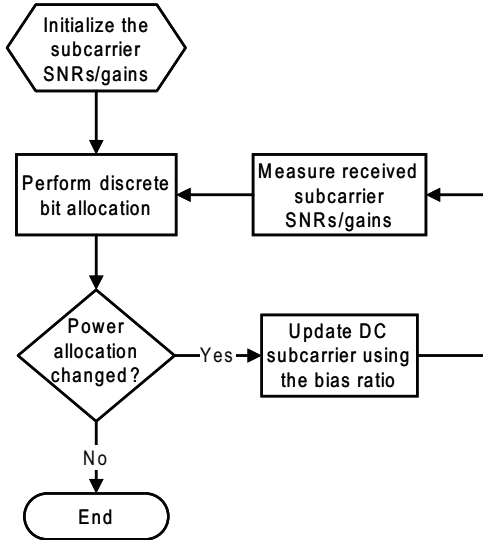 Initialize the
subcarrier
SNRs/gains
Perform discrete
bit allocation
Measure received
subcarrier
SNRs/gains
Power
allocation
changed?
Yes
Update DC
subcarrier using
the bias ratio
No
End